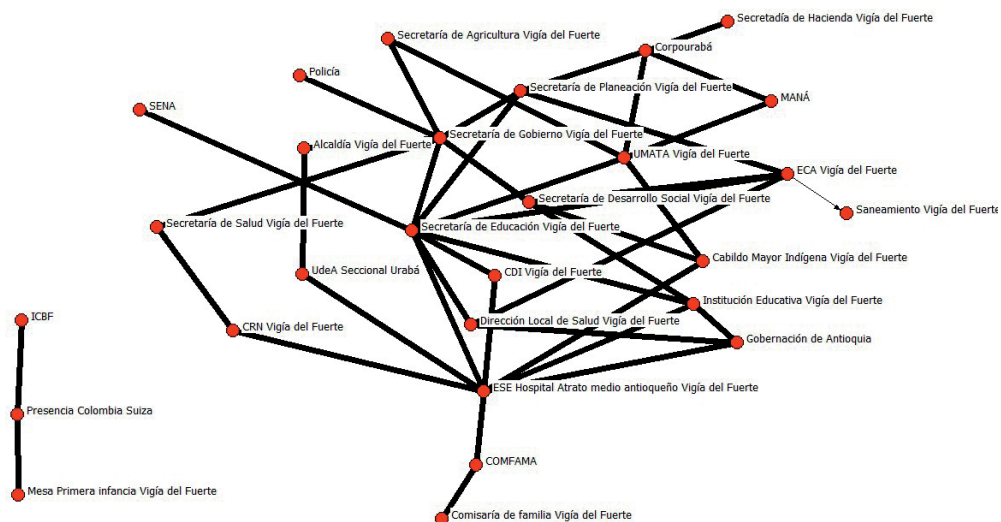 Secretadía de Hacienda Vigía del Fuerte
Secretaría de Agricultura Vigía del Fuerte
Corpourabá
Policía
Secretaría de Planeación Vigía del Fuerte
MANÁ
SENA
Secretaría de Gobierno Vigía del Fuerte
Alcaldía Vigía del Fuerte
UMATA Vigía del Fuerte
ECA Vigía del Fuerte
Secretaría de Desarrollo Social Vigía del Fuerte
Saneamiento Vigía del Fuerte
Secretaría de Salud Vigía del Fuerte
Secretaría de Educación Vigía del Fuerte
Cabildo Mayor Indígena Vigía del Fuerte
UdeA Seccional Urabá
CDI Vigía del Fuerte
Institución Educativa Vigía del Fuerte
ICBF
Dirección Local de Salud Vigía del Fuerte
CRN Vigía del Fuerte
Gobernación de Antioquia
ESE Hospital Atrato medio antioqueño Vigía del Fuerte
Presencia Colombia Suiza
COMFAMA
Mesa Primera infancia Vigía del Fuerte
Comisaría de familia Vigía del Fuerte